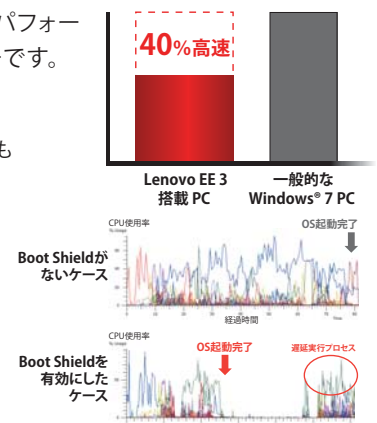 パフォー
です。
も
40%高速
Lenovo EE 3
搭載 PC
一般的な
Windows® 7 PC
CPU使用率
OS起動完了
Boot Shieldが
ないケース
経過時間
CPU使用率
OS起動完了
遅延実行プロセス
Boot Shieldを
有効にした
ケース